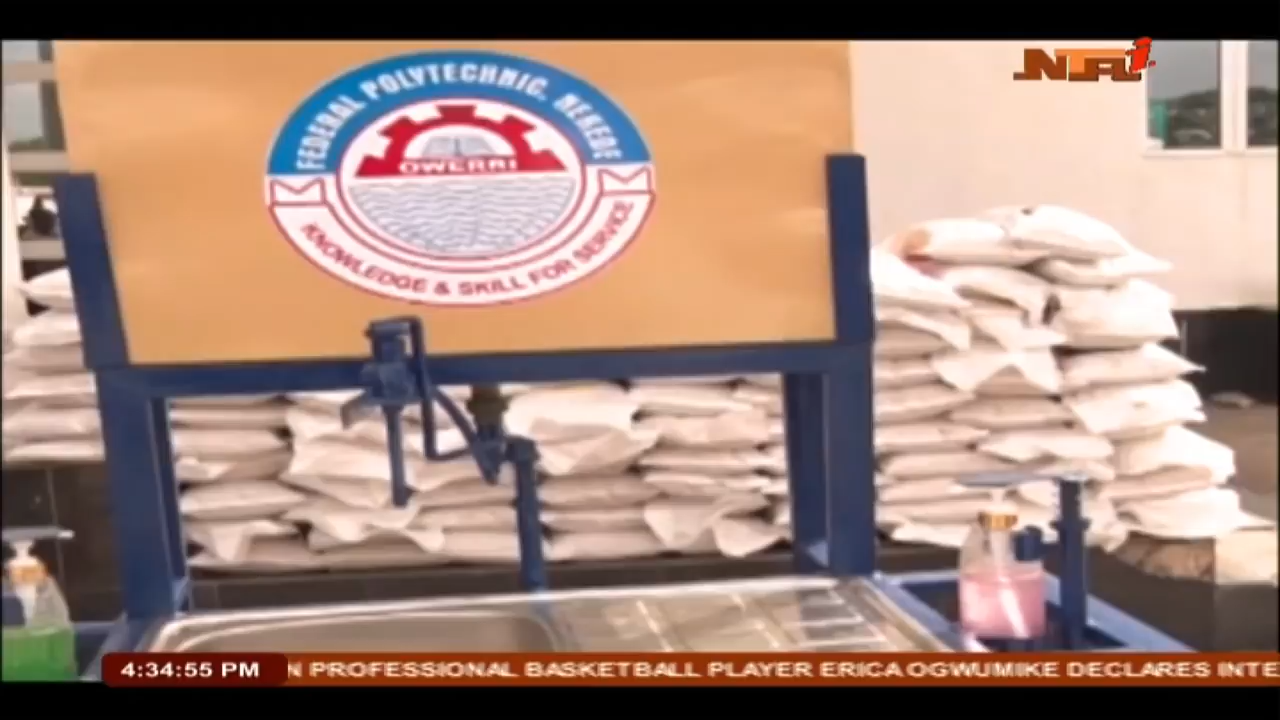 NTA i
FEDERAL POLYTECHNIC, NEKEDE
OWERRI
KNOWLEDGE & SKILL FOR SERVICE
4:34:55 PM
N PROFESSIONAL BASKETBALL PLAYER ERICA OGWUMIKE DECLARES INTE